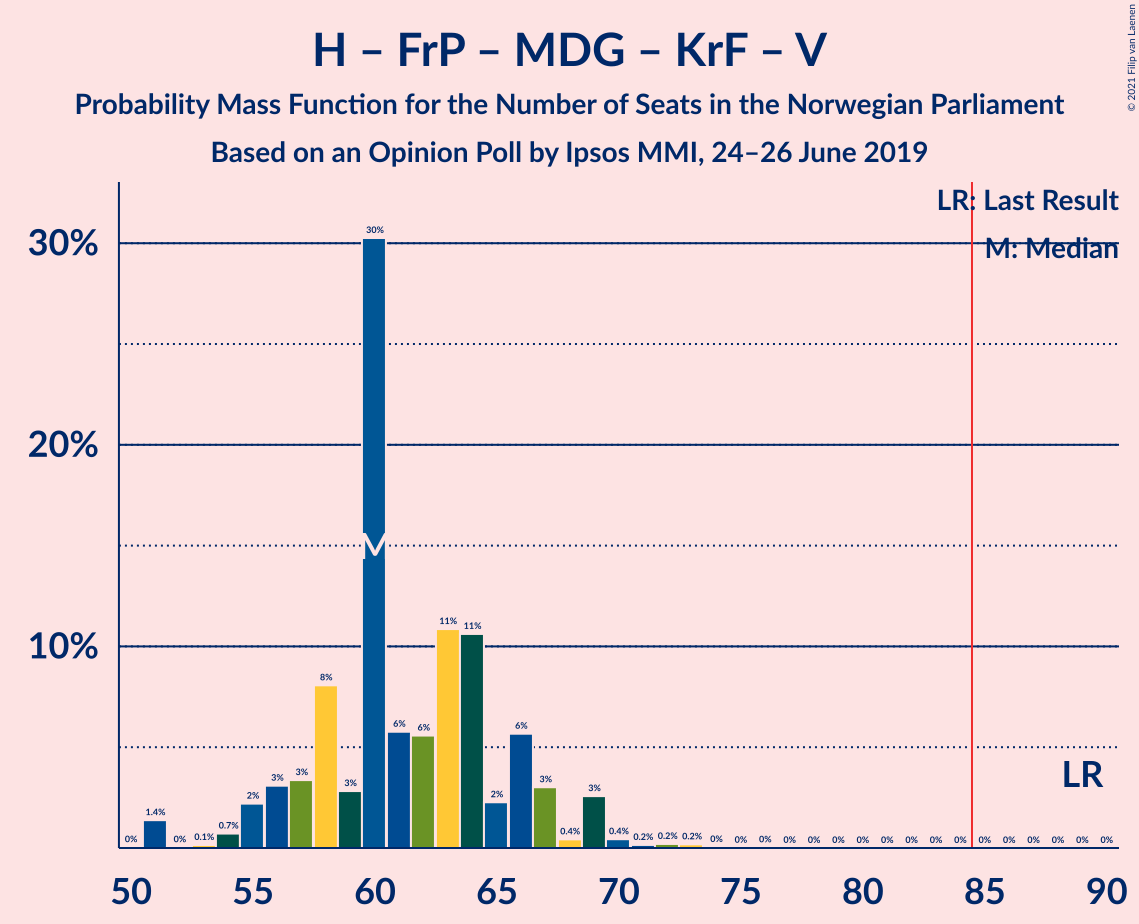 H – FrP – MDG – KrF – V
Probability Mass Function for the Number of Seats in the Norwegian Parliament
Based on an Opinion Poll by Ipsos MMI, 24–26 June 2019
© 2021 Filip van Laenen
LR: Last Result
M: Median
30%
20%
10%
0% 1.4% 0% 0.1% 0.7% 2% 3% 3% 8% 3% 30% 6% 6% 11% 11% 2% 6% 3% 0.4% 3% 0.4% 0.2% 0.2% 0.2% 0% 0% 0% 0% 0% 0% 0% 0% 0% 0% 0% 0% 0% 0% 0% 0% 0%
M
LR
50 55 60 65 70 75 80 85 90